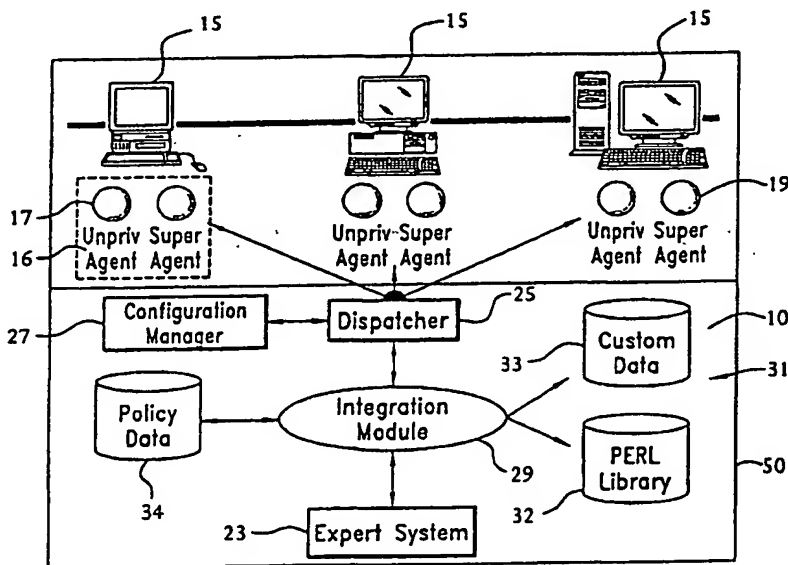 15
15
15
17
19
Unpriv Super
Agent Agent
16
Unpriv Super
Agent Agent
Unpriv Super
Agent Agent
25
27
Configuration
Manager
Dispatcher
10
33
Custom
Data
31
Policy
Data
34
Integration
Module
29
PERL
Library
32
50
23
Expert System